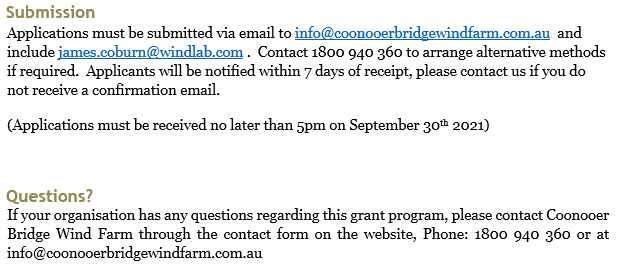 Submission
Applications must be submitted via email to info@coonooerbridgewindfarm.com.au and
include james.coburn@windlab.com . Contact 1800 940 360 to arrange alternative methods
if required. Applicants will be notified within 7 days of receipt, please contact us if you do
not receive a confirmation email.
(Applications must be received no later than 5pm on September 30th 2021)
Questions?
If your organisation has any questions regarding this grant program, please contact Coonooer
Bridge Wind Farm through the contact form on the website, Phone: 1800 940 360 or at
info@coonooerbridgewindfarm.com.au